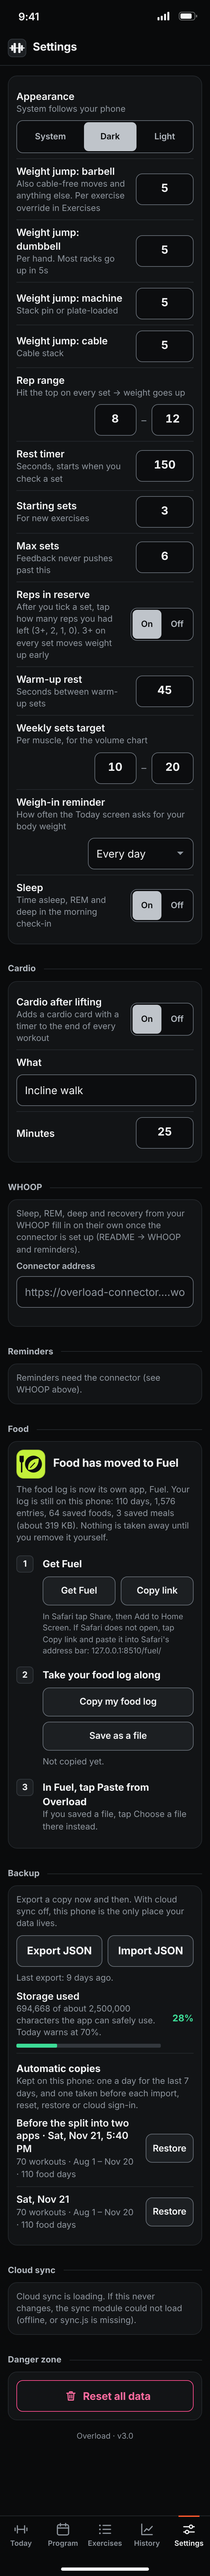 9:41
Settings
Appearance
System follows your phone
System
Dark
Light
Weight jump: barbell
Also cable-free moves and
anything else. Per exercise
override in Exercises
5
Weight jump:
dumbbell
Per hand. Most racks go
up in 5s
5
Weight jump: machine
Stack pin or plate-loaded
5
Weight jump: cable
Cable stack
5
Rep range
Hit the top on every set → weight goes up
8
–
12
Rest timer
Seconds, starts when you
check a set
150
Starting sets
For new exercises
3
Max sets
Feedback never pushes
past this
6
Reps in reserve
After you tick a set, tap
how many reps you had
left (3+, 2, 1, 0). 3+ on
every set moves weight
up early
On
Off
Warm-up rest
Seconds between warm-
up sets
45
Weekly sets target
Per muscle, for the volume chart
10
–
20
Weigh-in reminder
How often the Today screen asks for your
body weight
Every day
Sleep
Time asleep, REM and
deep in the morning
check-in
On
Off
Cardio
Cardio after lifting
Adds a cardio card with a
timer to the end of every
workout
On
Off
What
Incline walk
Minutes
25
WHOOP
Sleep, REM, deep and recovery from your
WHOOP fill in on their own once the
connector is set up (README → WHOOP
and reminders).
Connector address
https://overload-connector....wo
Reminders
Reminders need the connector (see
WHOOP above).
Food
Food has moved to Fuel
The food log is now its own app, Fuel. Your
log is still on this phone: 110 days, 1,576
entries, 64 saved foods, 3 saved meals
(about 319 KB). Nothing is taken away until
you remove it yourself.
1
Get Fuel
Get Fuel
Copy link
In Safari tap Share, then Add to Home
Screen. If Safari does not open, tap
Copy link and paste it into Safari's
address bar: 127.0.0.1:8510/fuel/
2
Take your food log along
Copy my food log
Save as a file
Not copied yet.
3
In Fuel, tap Paste from
Overload
If you saved a file, tap Choose a file
there instead.
Backup
Export a copy now and then. With cloud
sync off, this phone is the only place your
data lives.
Export JSON
Import JSON
Last export: 9 days ago.
Storage used
694,668 of about 2,500,000
characters the app can safely use.
Today warns at 70%.
28%
Automatic copies
Kept on this phone: one a day for the last 7
days, and one taken before each import,
reset, restore or cloud sign-in.
Before the split into two
apps · Sat, Nov 21, 5:40
PM
70 workouts · Aug 1 – Nov 20
· 110 food days
Restore
Sat, Nov 21
70 workouts · Aug 1 – Nov 20
· 110 food days
Restore
Cloud sync
Cloud sync is loading. If this never
changes, the sync module could not load
(offline, or sync.js is missing).
Danger zone
Reset all data
Overload · v3.0
Today
Program
Exercises
History
Settings